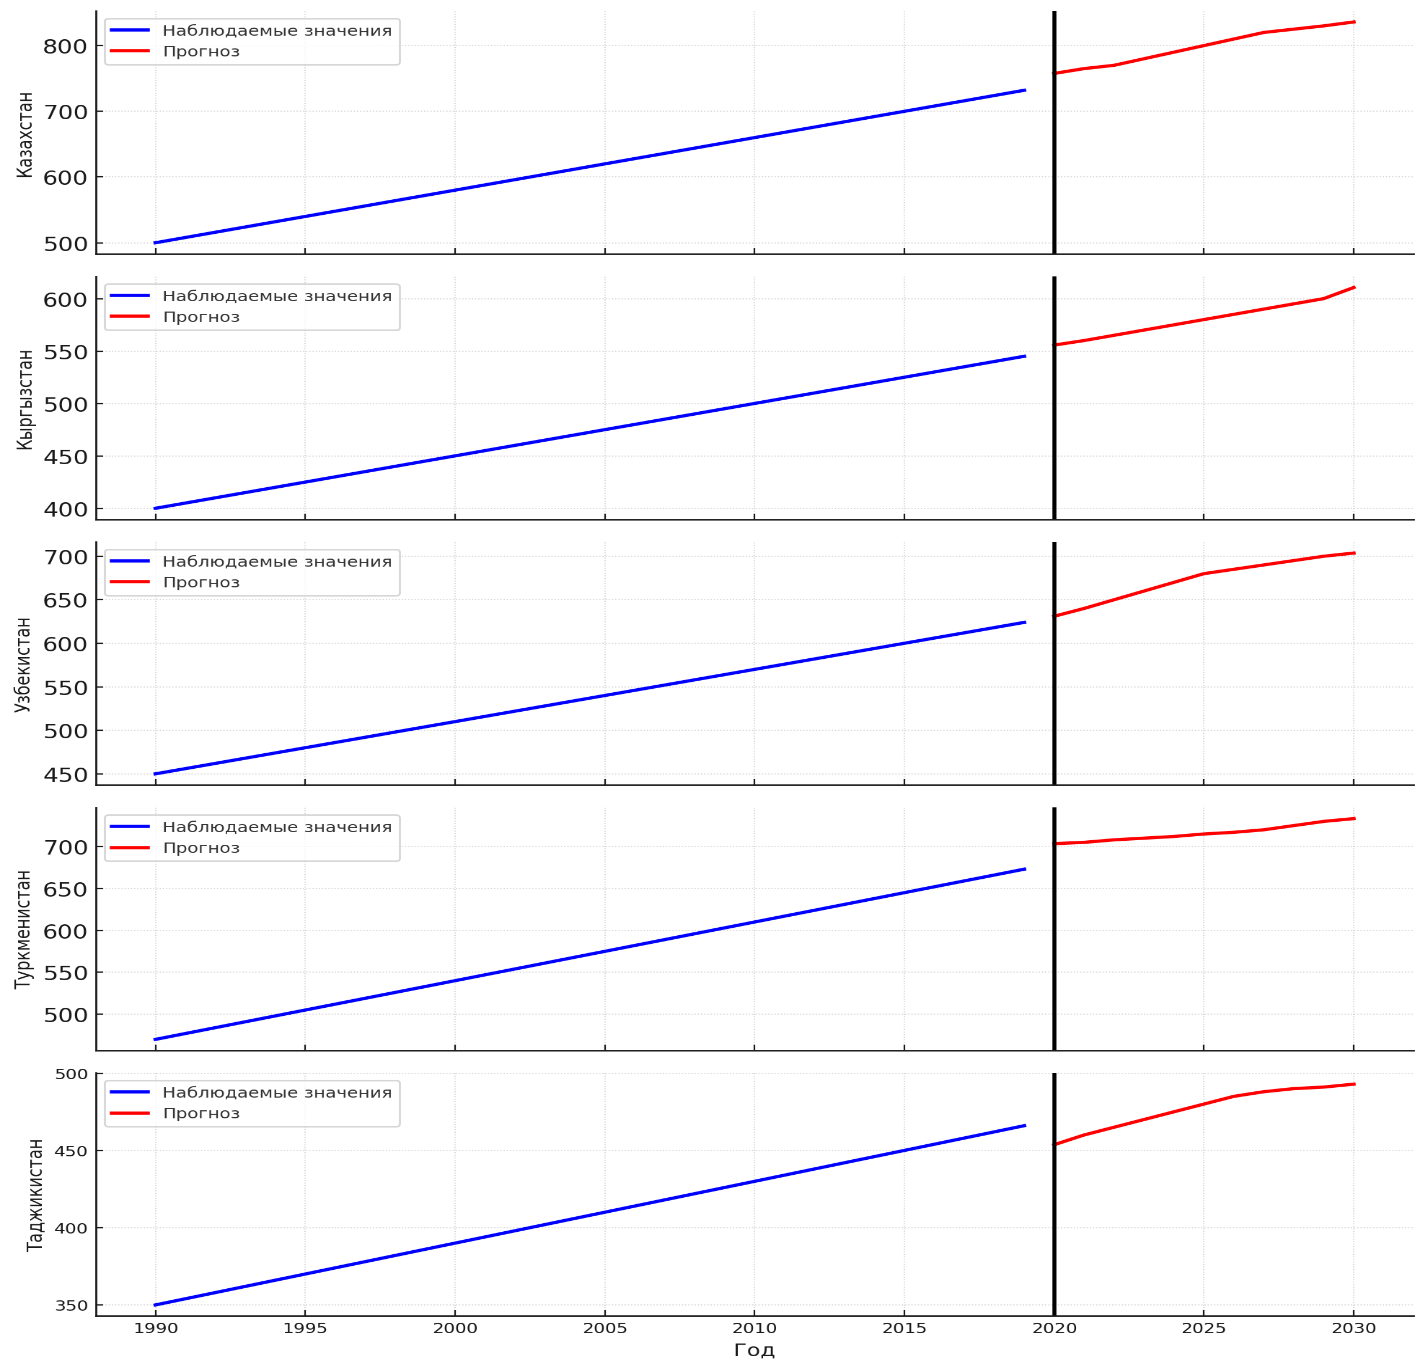 Наблюдаемые значения
Прогноз
800
700
600
500
Казахстан
Наблюдаемые значения
Прогноз
600
550
500
450
400
Кыргызстан
Наблюдаемые значения
Прогноз
700
650
600
550
500
450
Узбекистан
Наблюдаемые значения
Прогноз
700
650
600
550
500
Туркменистан
Наблюдаемые значения
Прогноз
500
450
400
350
Таджикистан
1990 1995 2000 2005 2010 2015 2020 2025 2030
Год